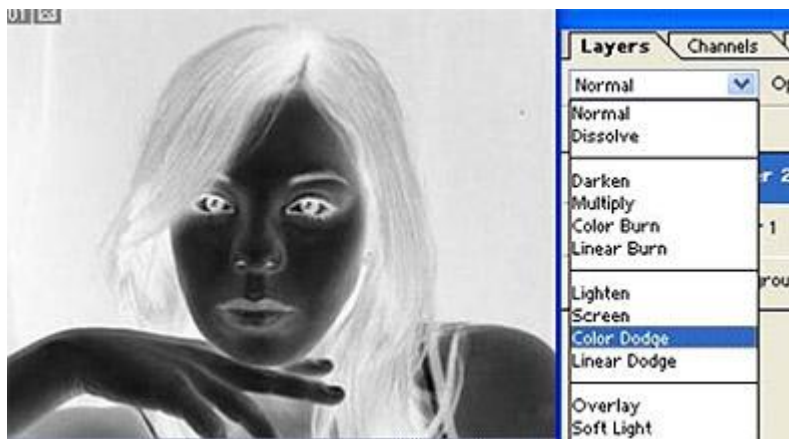 Layers Channels
Normal
Normal
Dissolve
Darken
Multiply
Color Burn
Linear Burn
Lighten
Screen
Color Dodge
Linear Dodge
Overlay
Soft Light